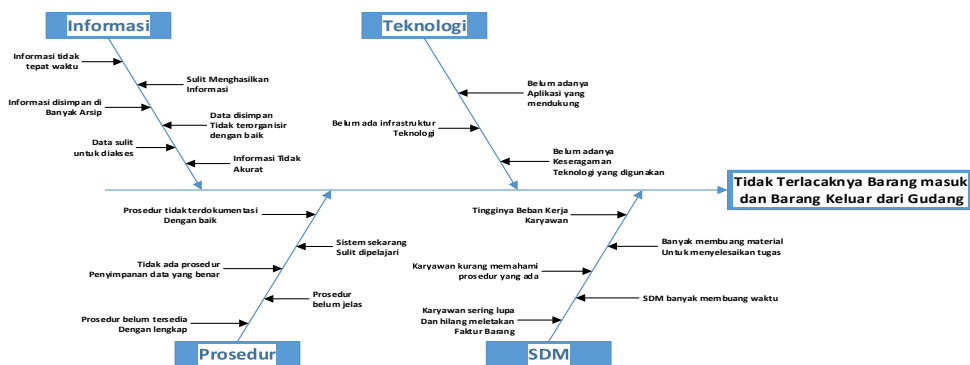 Informasi
Teknologi
Informasi tidak
tepat waktu
Sulit Menghasilkan
Informasi
Informasi disimpan di
Banyak Arsip
Data disimpan
Tidak terorganisir
dengan baik
Data sulit
untuk diakses
Informasi Tidak
Akurat
Belum adanya
Aplikasi yang
mendukung
Belum ada infrastruktur
Teknologi
Belum adanya
Keseragaman
Teknologi yang digunakan
Tidak Terlacaknya Barang masuk
dan Barang Keluar dari Gudang
Prosedur tidak terdokumentasi
Dengan baik
Sistem sekarang
Sulit dipelajari
Tidak ada prosedur
Penyimpanan data yang benar
Prosedur
belum jelas
Prosedur belum tersedia
Dengan lengkap
Tingginya Beban Kerja
Karyawan
Banyak membuang material
Untuk menyelesaikan tugas
Karyawan kurang memahami
prosedur yang ada
SDM banyak membuang waktu
Karyawan sering lupa
Dan hilang meletakan
Faktur Barang
Prosedur
SDM